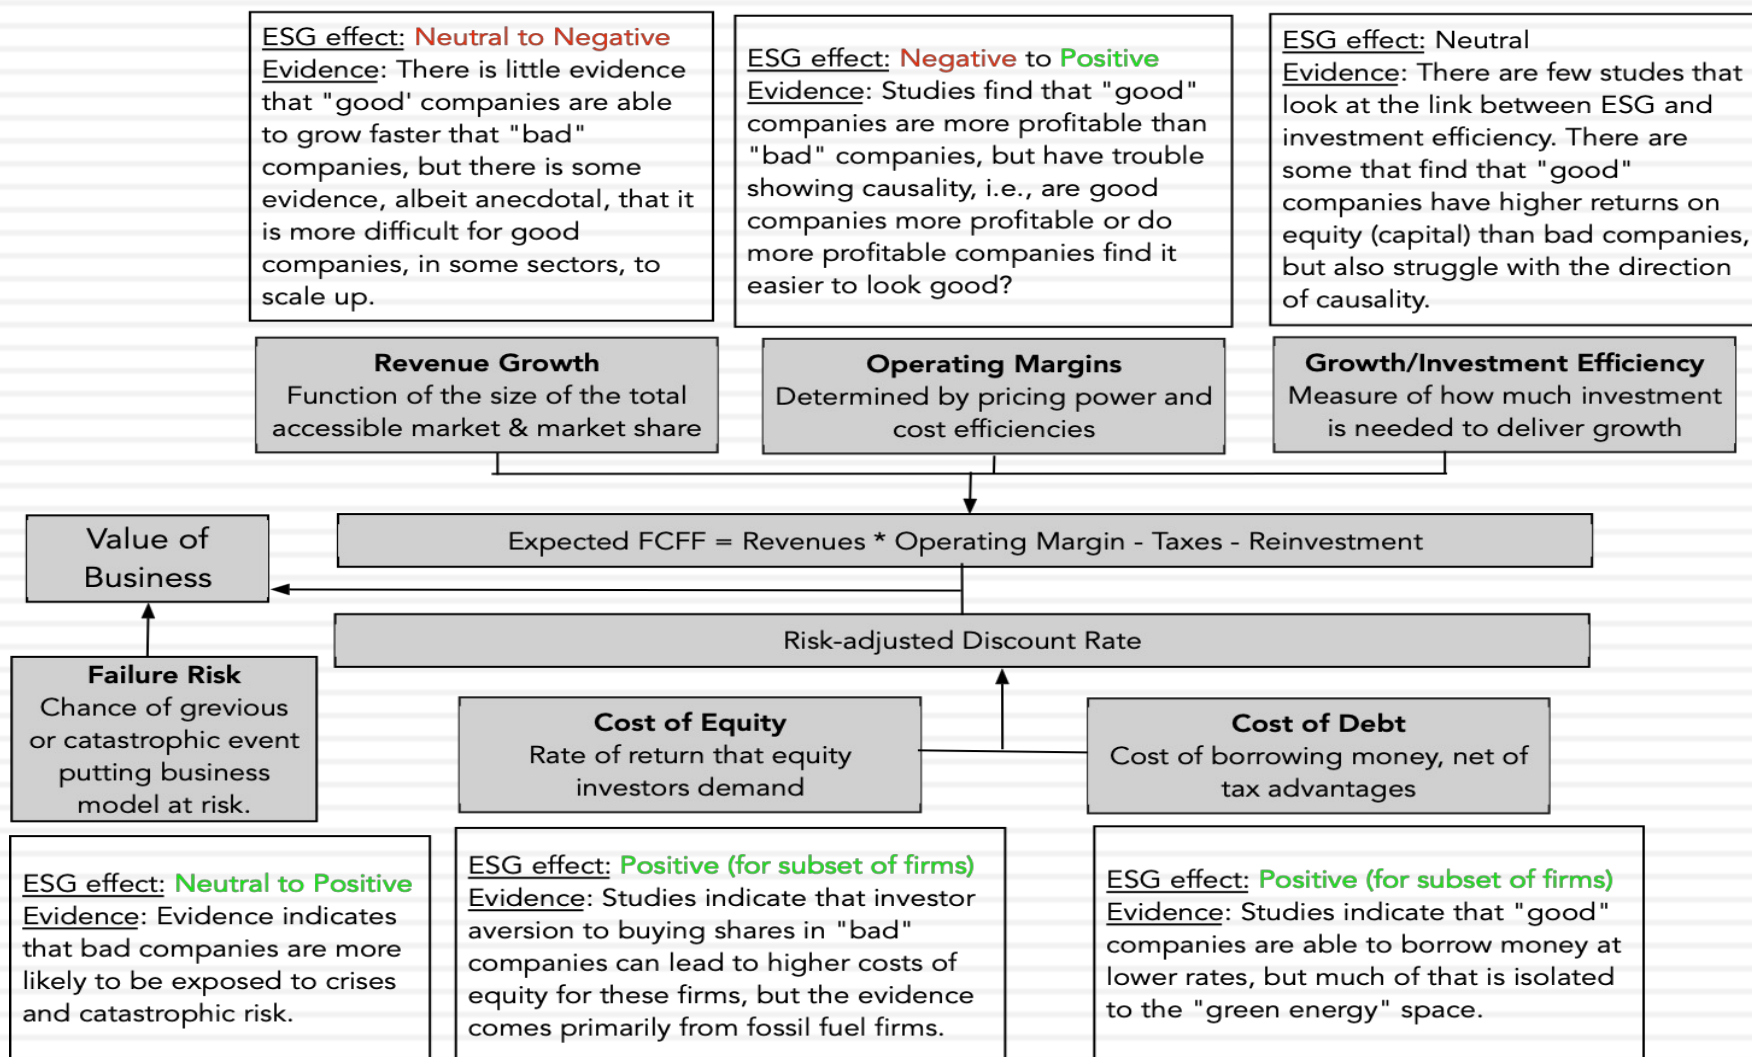 ESG effect: Neutral to Negative
Evidence: There is little evidence
that "good' companies are able
to grow faster that "bad"
companies, but there is some
evidence, albeit anecdotal, that it
is more difficult for good
companies, in some sectors, to
scale up.
ESG effect: Negative to Positive
Evidence: Studies find that "good"
companies are more profitable than
"bad" companies, but have trouble
showing causality, i.e., are good
companies more profitable or do
more profitable companies find it
easier to look good?
ESG effect: Neutral
Evidence: There are few studes that
look at the link between ESG and
investment efficiency. There are
some that find that "good"
companies have higher returns on
equity (capital) than bad companies,
but also struggle with the direction
of causality.
Revenue Growth
Function of the size of the total
accessible market & market share
Operating Margins
Determined by pricing power and
cost efficiencies
Growth/Investment Efficiency
Measure of how much investment
is needed to deliver growth
Value of
Business
Expected FCFF = Revenues * Operating Margin - Taxes - Reinvestment
Risk-adjusted Discount Rate
Failure Risk
Chance of grevious
or catastrophic event
putting business
model at risk.
Cost of Equity
Rate of return that equity
investors demand
Cost of Debt
Cost of borrowing money, net of
tax advantages
ESG effect: Neutral to Positive
Evidence: Evidence indicates
that bad companies are more
likely to be exposed to crises
and catastrophic risk.
ESG effect: Positive (for subset of firms)
Evidence: Studies indicate that investor
aversion to buying shares in "bad"
companies can lead to higher costs of
equity for these firms, but the evidence
comes primarily from fossil fuel firms.
ESG effect: Positive (for subset of firms)
Evidence: Studies indicate that "good"
companies are able to borrow money at
lower rates, but much of that is isolated
to the "green energy" space.